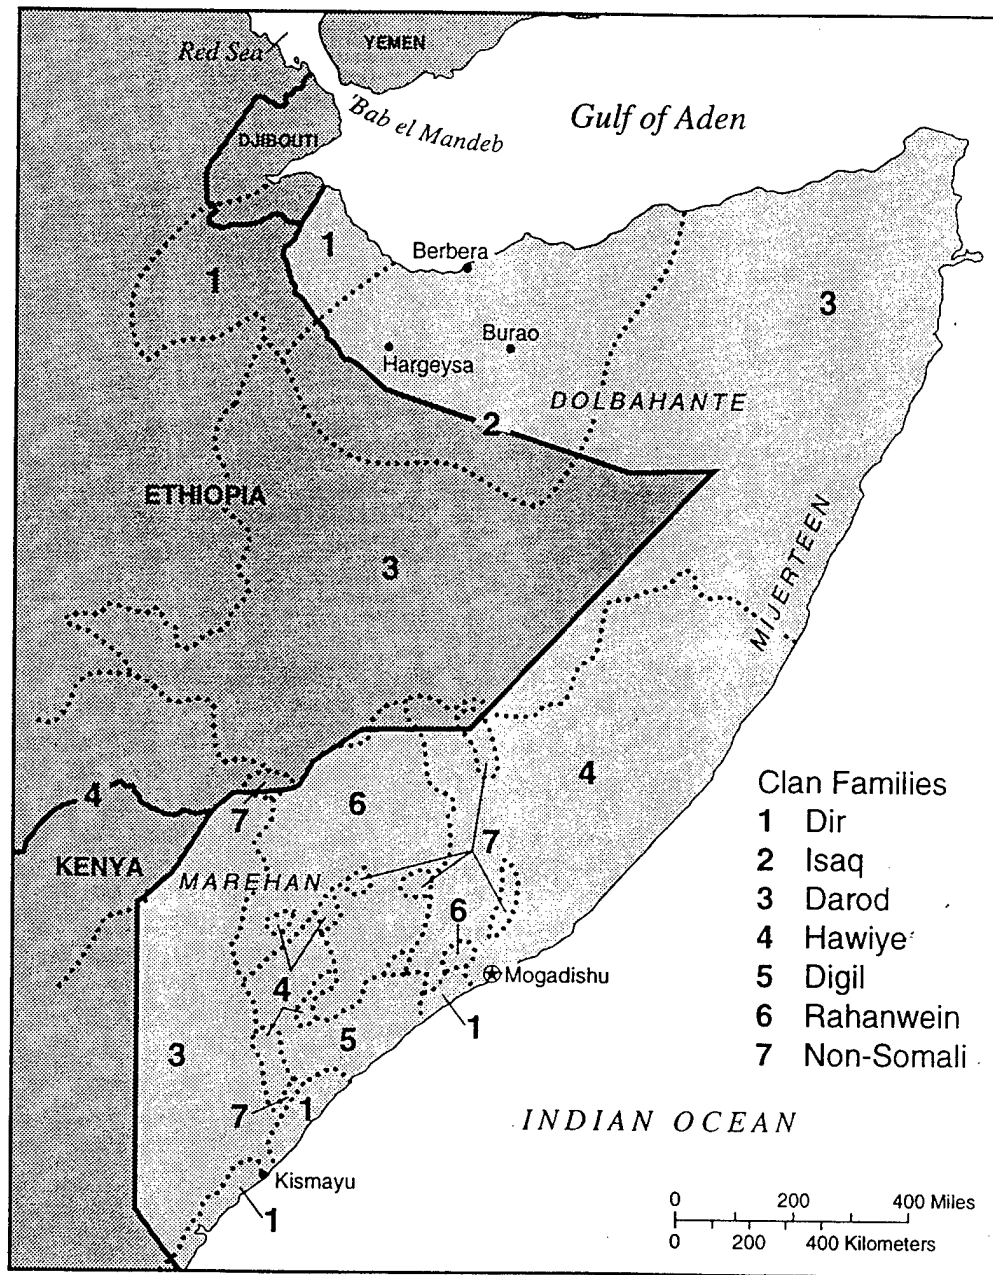 Red Sea
YEMEN
'Bab el Mandeb
Gulf of Aden
DJIBOUTI
1
1
Berbera
3
Burao
Hargeysa
DOLBAHANTE
2
ETHIOPIA
3
MIJERTEEN
4
4
6
7
7
KENYA
MAREHAN
6
Mogadishu
4
1
5
3
7
1
Kismayu
1
Clan Families
1 Dir
2 Isaq
3 Darod
4 Hawiye
5 Digil
6 Rahanwein
7 Non-Somali
INDIAN OCEAN
0 200 400 Miles
0 200 400 Kilometers